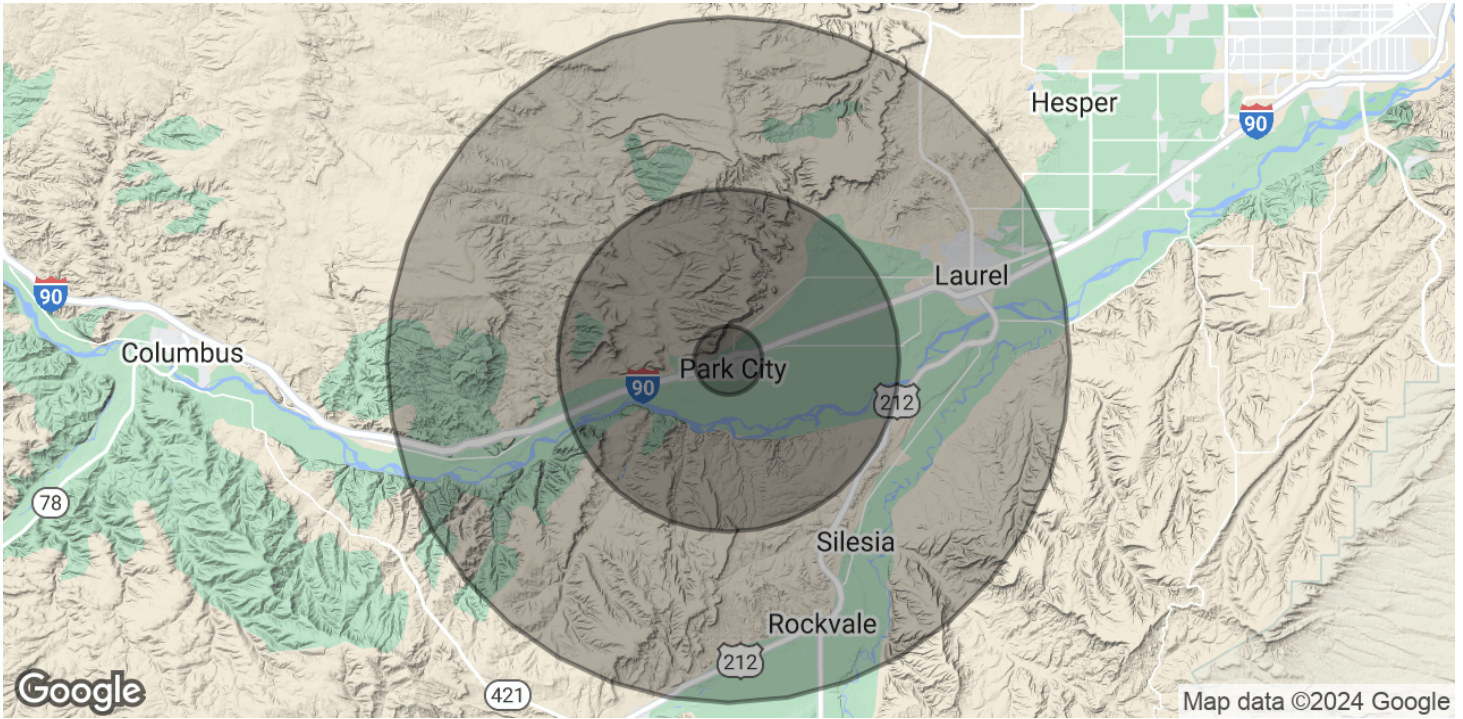 Hesper
90
Laurel
90
Columbus
Park City
90
212
78
Silesia
Rockvale
212
421
Google
Map data ©2024 Google